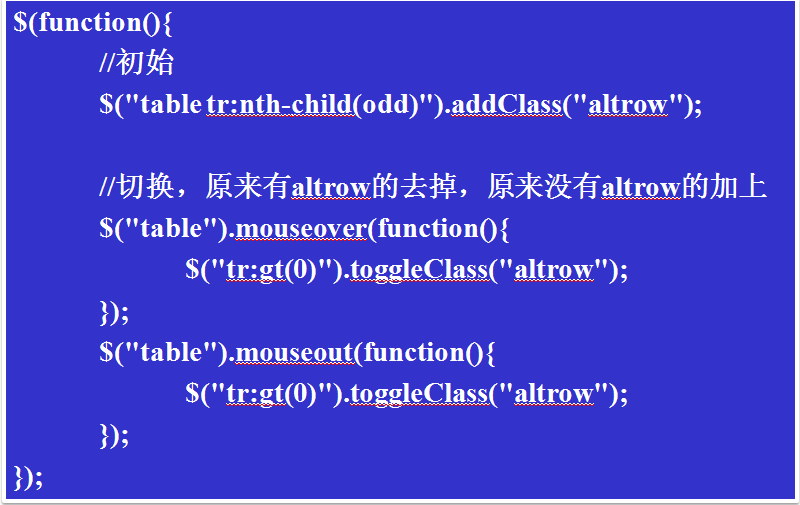 $(function(){
//初始
$("table tr:nth-child(odd)").addClass("altrow");
//切换，原来有altrow的去掉，原来没有altrow的加上
$("table").mouseover(function(){
$("tr:gt(0)").toggleClass("altrow");
});
$("table").mouseout(function(){
$("tr:gt(0)").toggleClass("altrow");
});
});